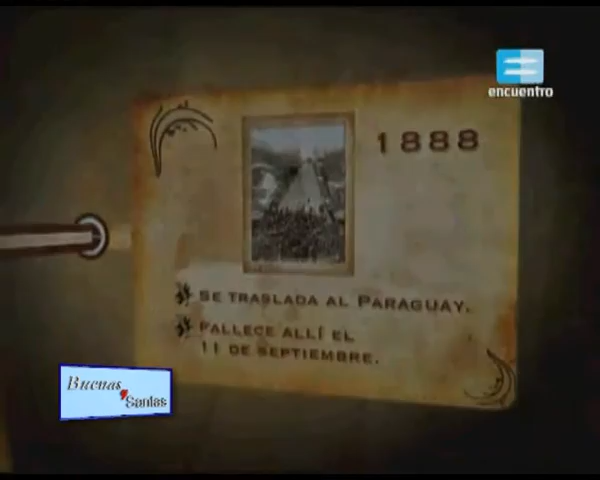 encuentro
1888
SE TRASLADA AL PARAGUAY.
FALLECE ALLÍ EL
11 DE SEPTIEMBRE.
Buenas
y Santas